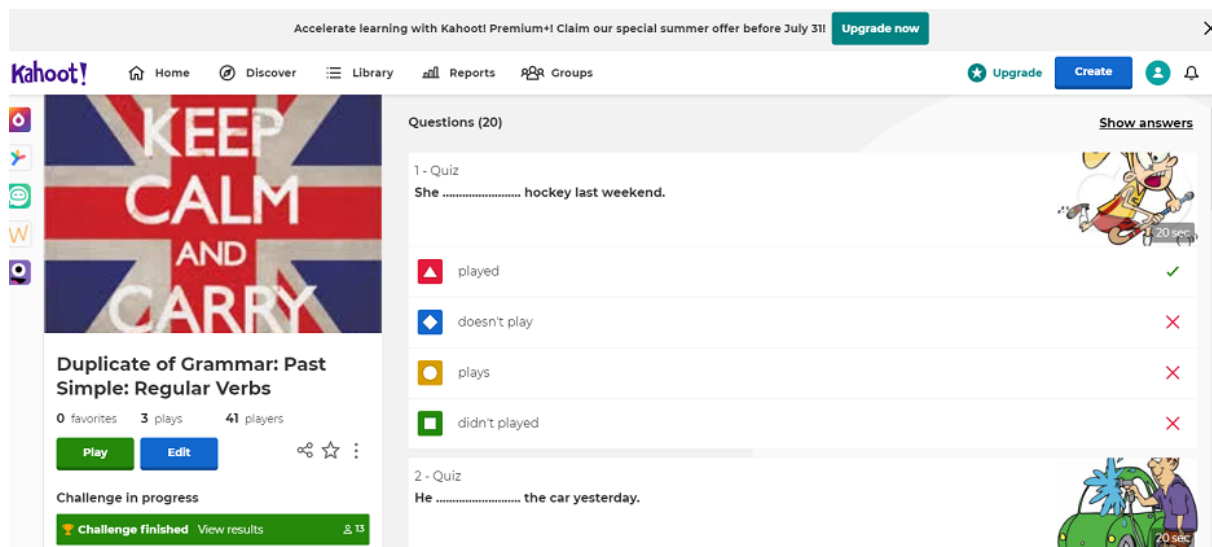 Accelerate learning with Kahoot! Premium+! Claim our special summer offer before July 31! Upgrade now
Kahoot! Home Discover Library Reports Groups Upgrade Create
KEEP
CALM
AND
CARRY
Duplicate of Grammar: Past
Simple: Regular Verbs
0 favorites 3 plays 41 players
Play Edit
Challenge in progress
Challenge finished View results 13
Questions (20) Show answers
1 - Quiz
She ........................ hockey last weekend.
20 sec
played
doesn't play
plays
didn't played
2 - Quiz
He .......................... the car yesterday.
20 sec